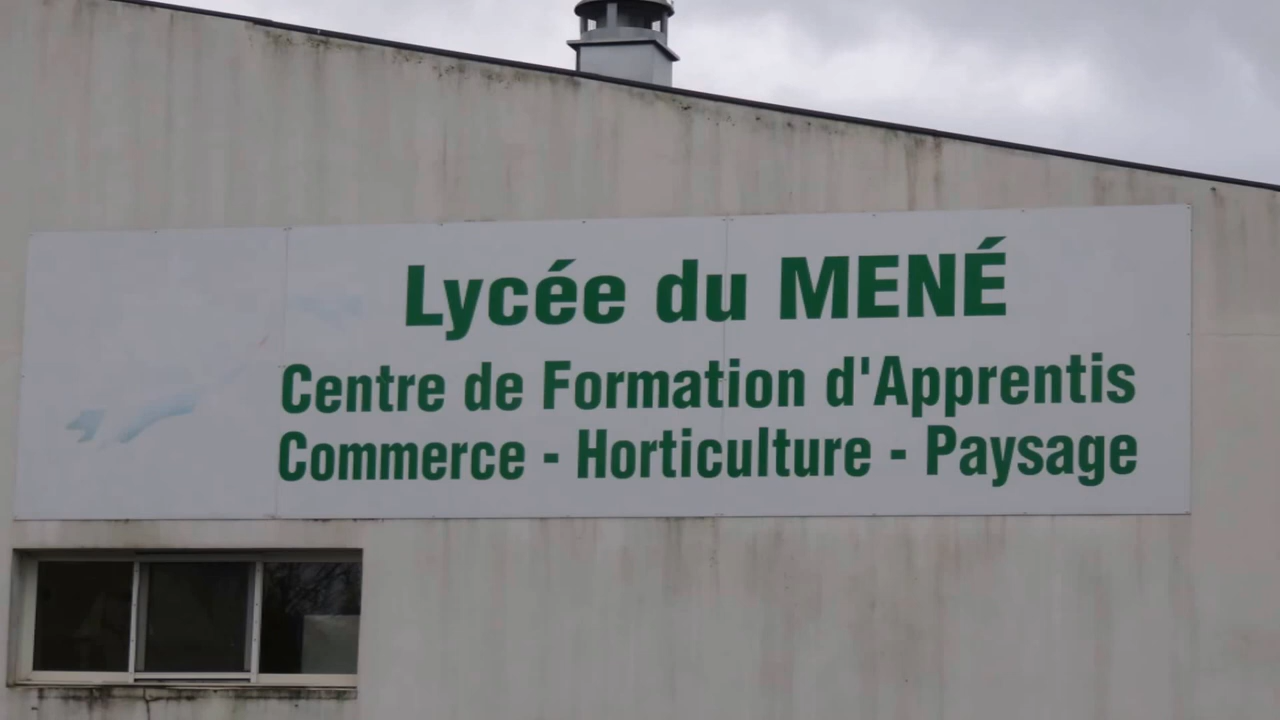 Lycée du MENÉ
Centre de Formation d'Apprentis
Commerce - Horticulture - Paysage